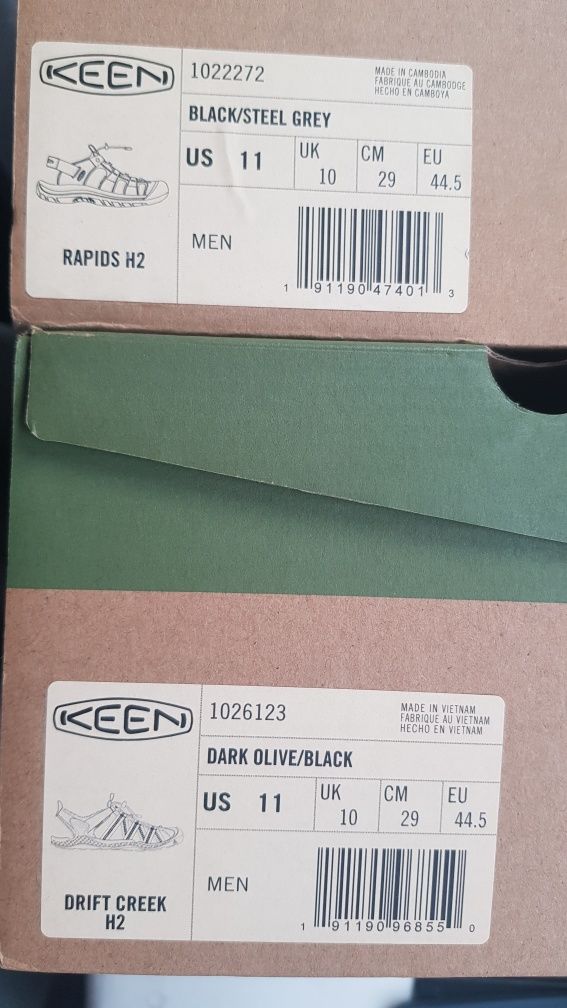 KEEN
1022272
MADE IN CAMBODIA
FABRIQUE AU CAMBODGE
HECHO EN CAMBOYA
BLACK/STEEL GREY
US 11
UK 10
CM 29
EU 44.5
RAPIDS H2
MEN
1 91190 47401 3
KEEN
1026123
MADE IN VIETNAM
FABRIQUE AU VIETNAM
HECHO EN VIETNAM
DARK OLIVE/BLACK
US 11
UK 10
CM 29
EU 44.5
DRIFT CREEK
H2
MEN
1 91190 96855 0